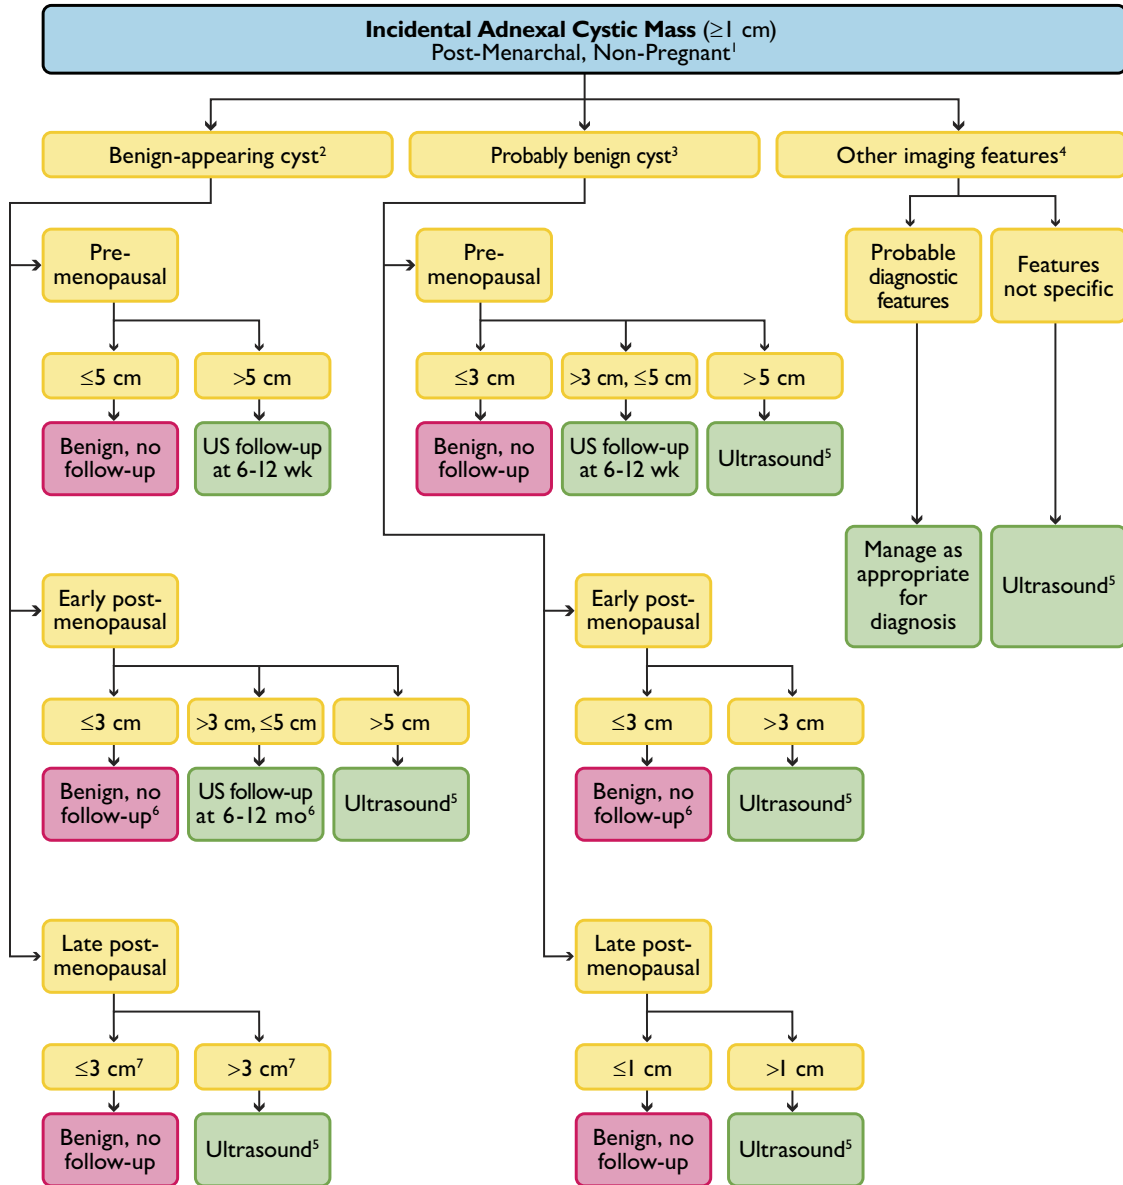 Incidental Adnexal Cystic Mass (≥1 cm)
Post-Menarchal, Non-Pregnant¹
Benign-appearing cyst²
Probably benign cyst³
Other imaging features⁴
Pre-
menopausal
≤5 cm
>5 cm
Benign, no
follow-up
US follow-up
at 6-12 wk
Early post-
menopausal
≤3 cm
>3 cm, ≤5 cm
>5 cm
Benign, no
follow-up⁶
US follow-up
at 6-12 mo⁶
Ultrasound⁵
Late post-
menopausal
≤3 cm⁷
>3 cm⁷
Benign, no
follow-up
Ultrasound⁵
Pre-
menopausal
≤3 cm
>3 cm, ≤5 cm
>5 cm
Benign, no
follow-up
US follow-up
at 6-12 wk
Ultrasound⁵
Early post-
menopausal
≤3 cm
>3 cm
Benign, no
follow-up⁶
Ultrasound⁵
Late post-
menopausal
≤1 cm
>1 cm
Benign, no
follow-up
Ultrasound⁵
Probable
diagnostic
features
Features
not specific
Manage as
appropriate
for
diagnosis
Ultrasound⁵